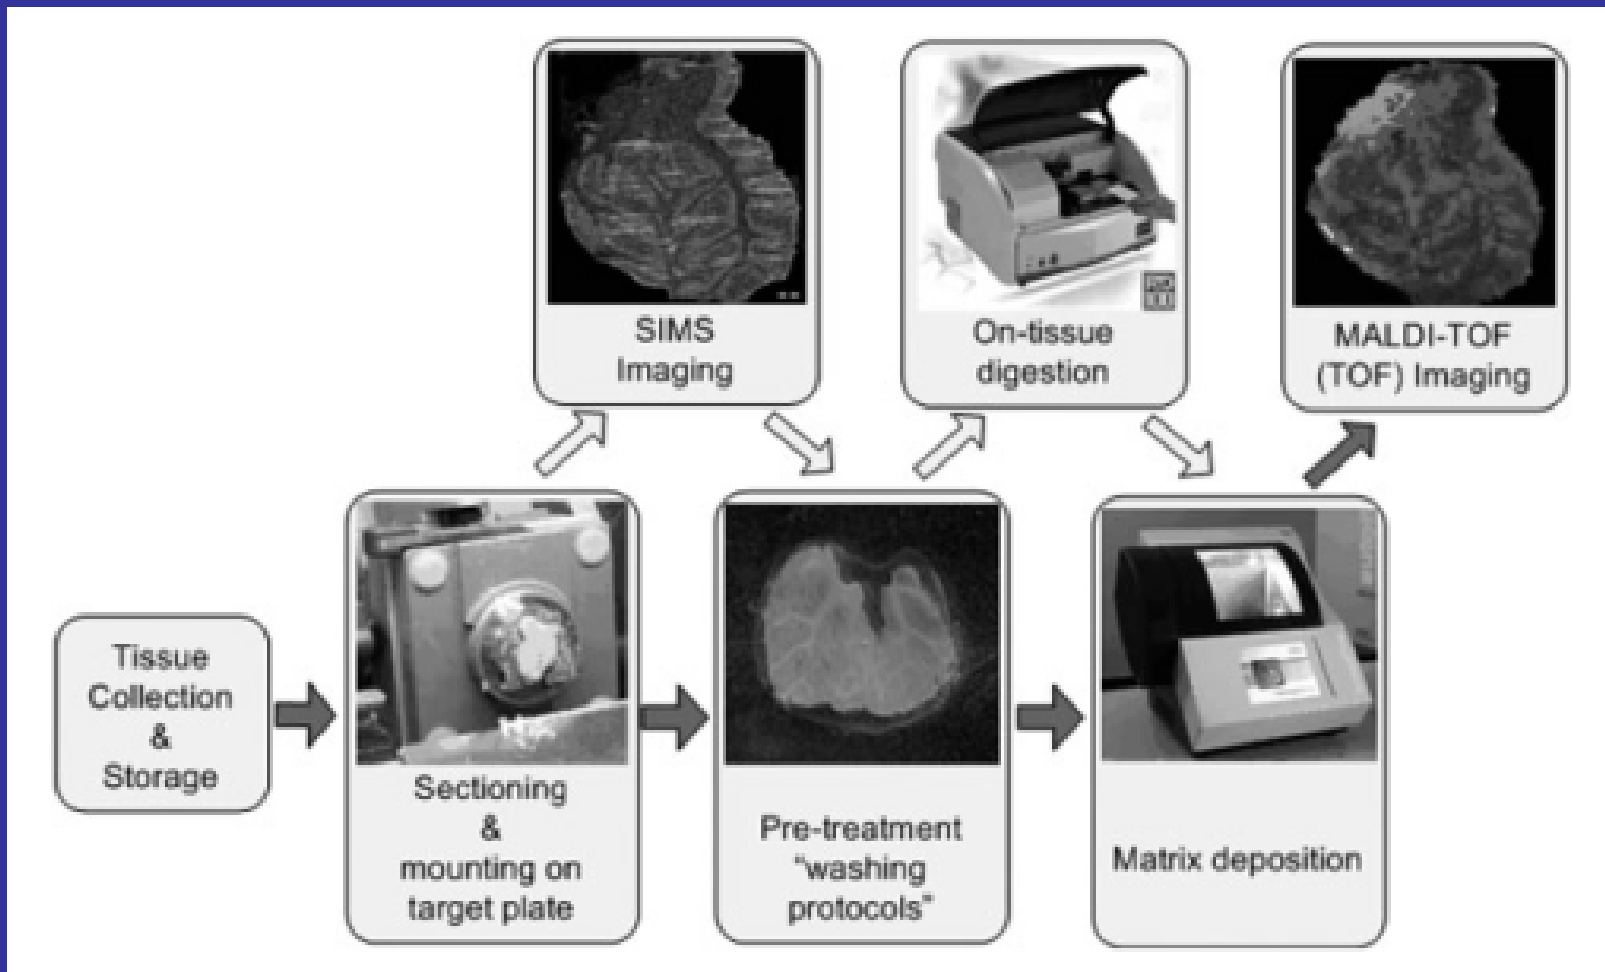 SIMS
Imaging
On-tissue
digestion
MALDI-TOF
(TOF) Imaging
Tissue
Collection
&
Storage
Sectioning
&
mounting on
target plate
Pre-treatment
“washing
protocols”
Matrix deposition